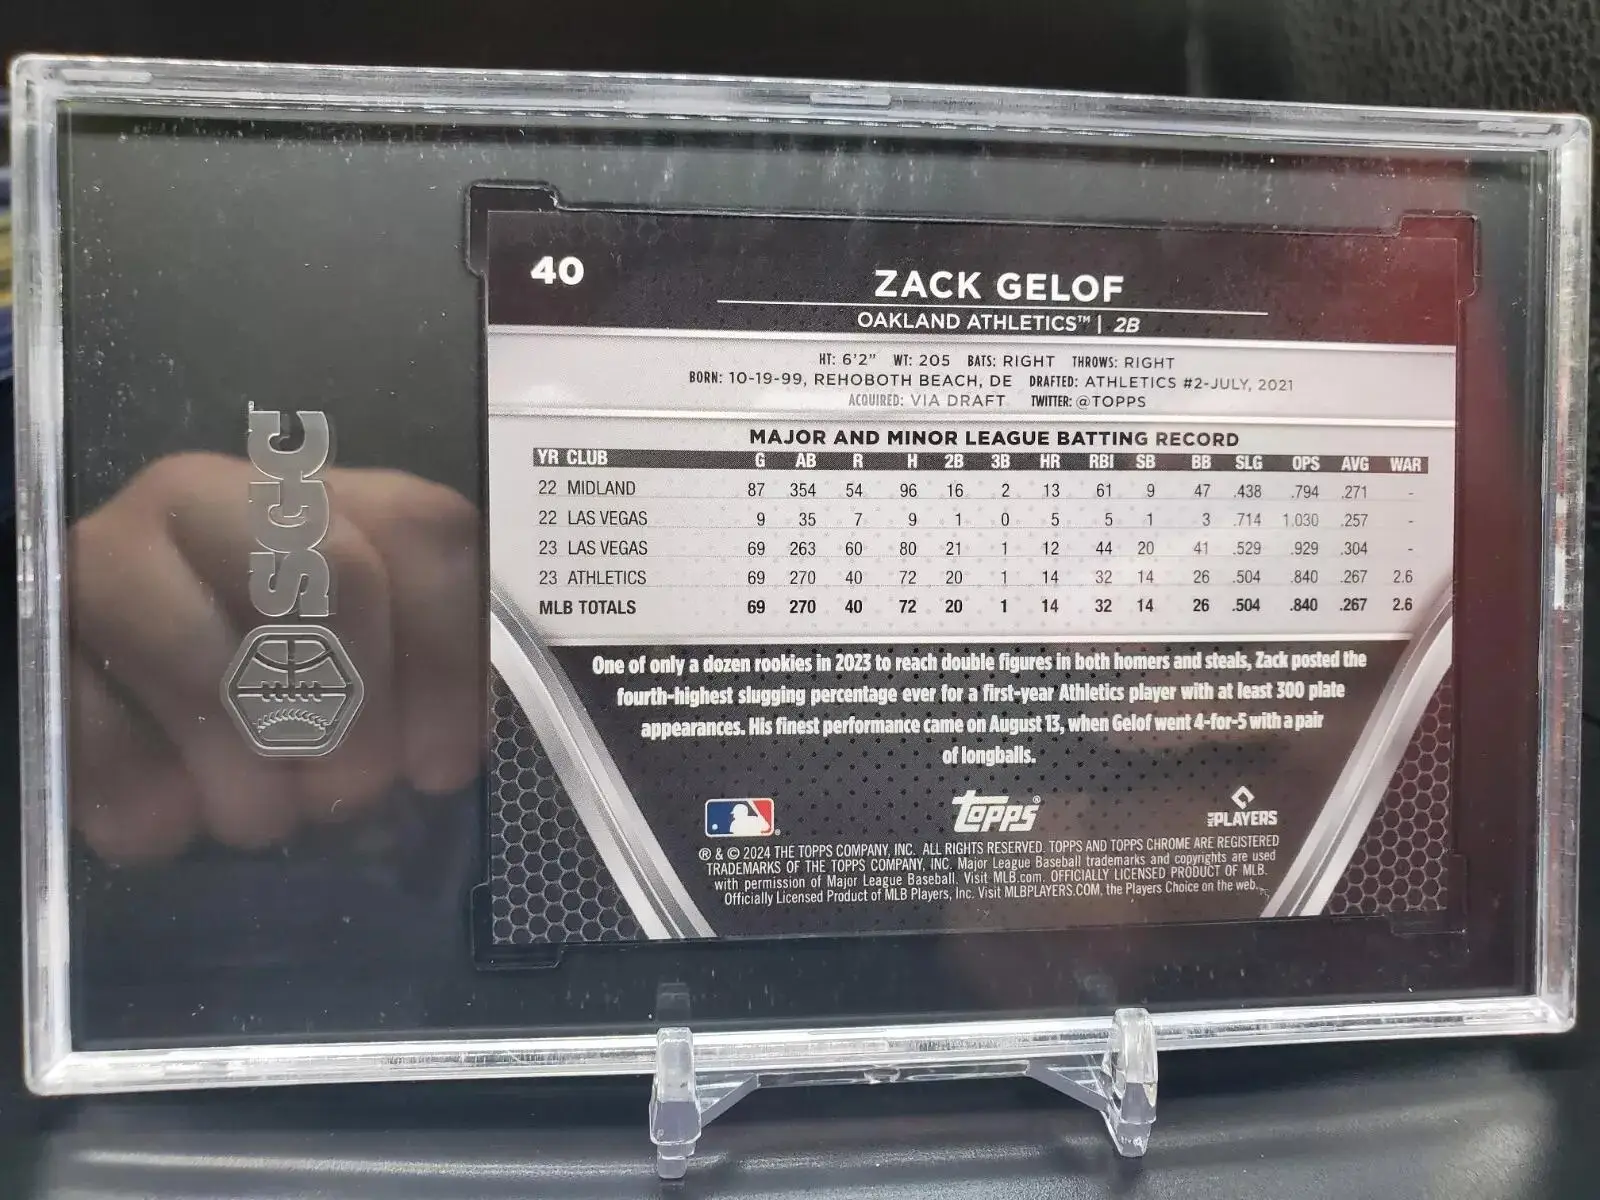 SGC
40
ZACK GELOF
OAKLAND ATHLETICS™ | 2B
HT: 6'2" WT: 205 BATS: RIGHT THROWS: RIGHT
BORN: 10-19-99, REHOBOTH BEACH, DE DRAFTED: ATHLETICS #2-JULY, 2021
ACQUIRED: VIA DRAFT TWITTER: @TOPPS
MAJOR AND MINOR LEAGUE BATTING RECORD
YR CLUB G AB R H 2B 3B HR RBI SB BB SLG OPS AVG WAR
22 MIDLAND 87 354 54 96 16 2 13 61 9 47 .438 .794 .271 -
22 LAS VEGAS 9 35 7 9 1 0 5 5 1 3 .714 1.030 .257 -
23 LAS VEGAS 69 263 60 80 21 1 12 44 20 41 .529 .929 .304 -
23 ATHLETICS 69 270 40 72 20 1 14 32 14 26 .504 .840 .267 2.6
MLB TOTALS 69 270 40 72 20 1 14 32 14 26 .504 .840 .267 2.6
One of only a dozen rookies in 2023 to reach double figures in both homers and steals, Zack posted the
fourth-highest slugging percentage ever for a first-year Athletics player with at least 300 plate
appearances. His finest performance came on August 13, when Gelof went 4-for-5 with a pair
of longballs.
topps®
MLB PLAYERS
® & © 2024 THE TOPPS COMPANY, INC. ALL RIGHTS RESERVED. TOPPS AND TOPPS CHROME ARE REGISTERED
TRADEMARKS OF THE TOPPS COMPANY, INC. Major League Baseball trademarks and copyrights are used
with permission of Major League Baseball. Visit MLB.com. OFFICIALLY LICENSED PRODUCT OF MLB.
Officially Licensed Product of MLB Players, Inc. Visit MLBPLAYERS.COM, the Players Choice on the web.